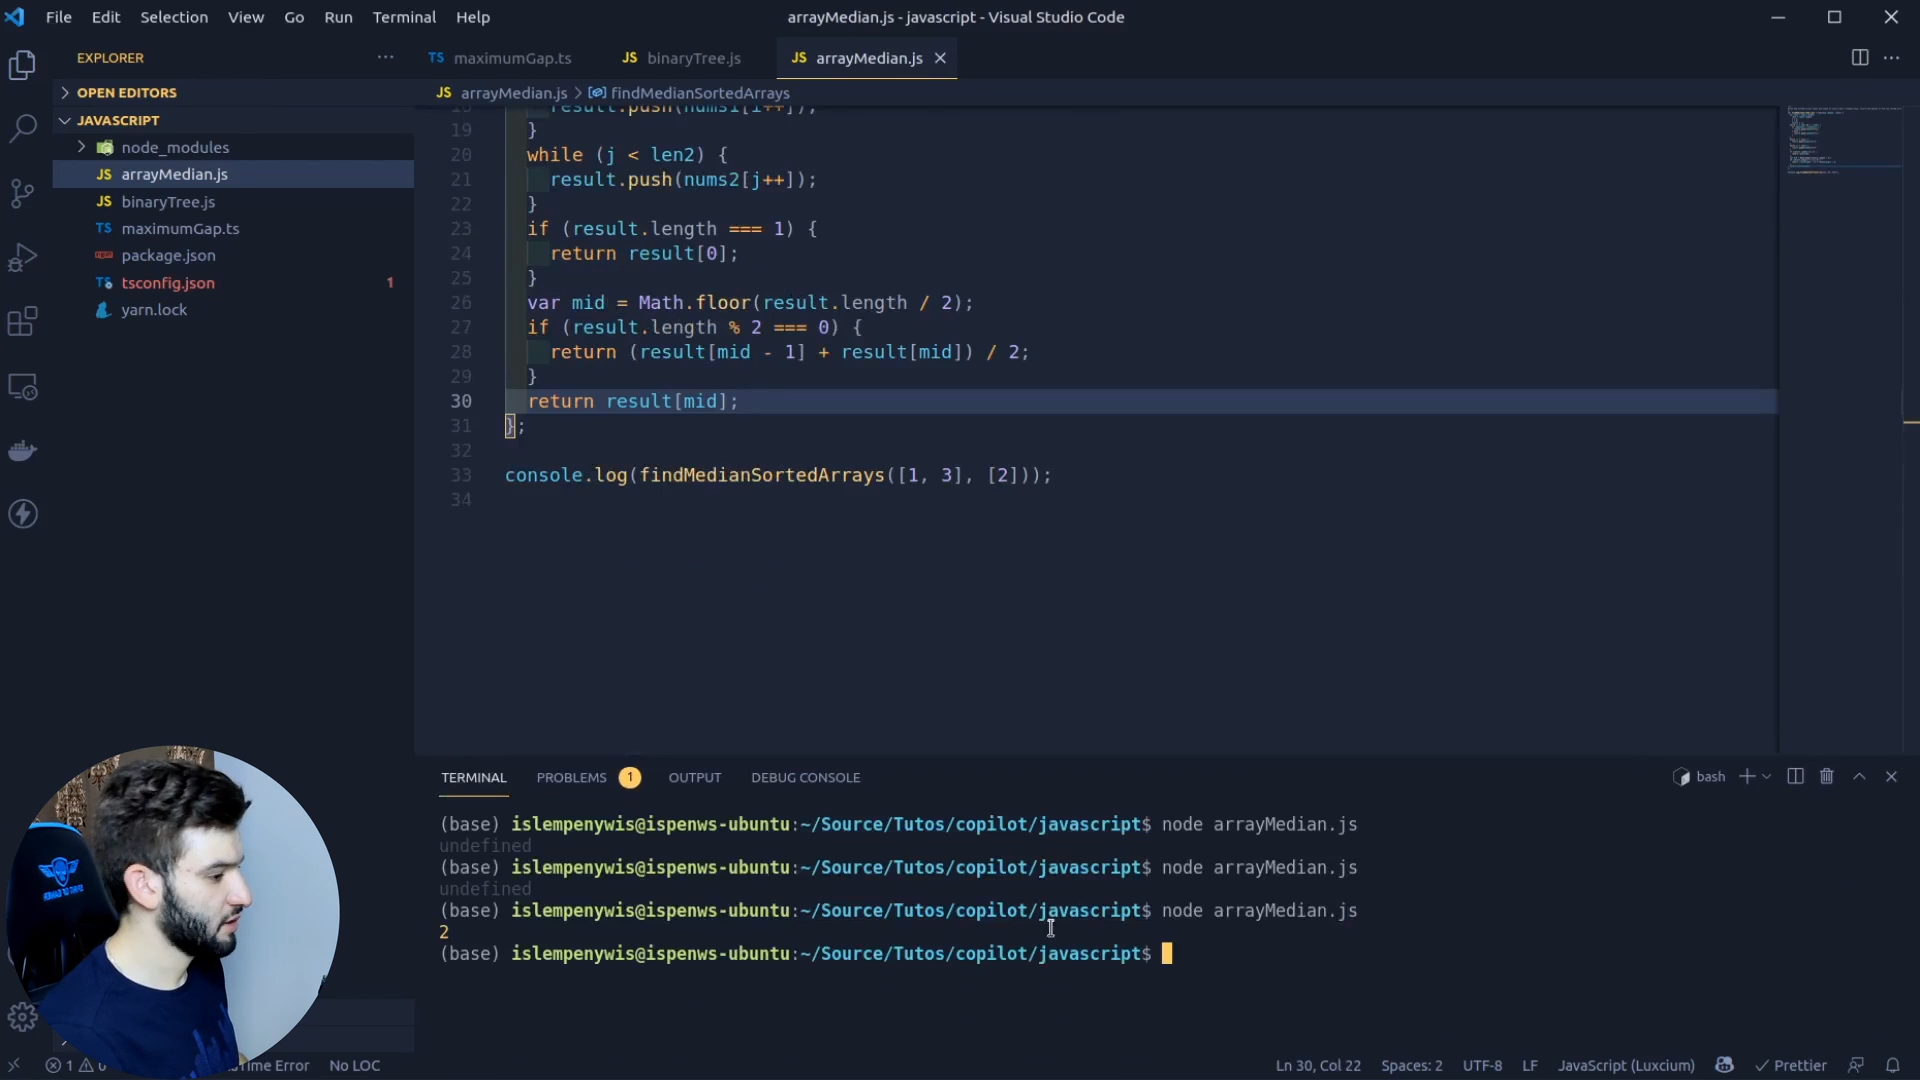 File Edit Selection View Go Run Terminal Help
arrayMedian.js - javascript - Visual Studio Code
EXPLORER
TS maximumGap.ts
JS binaryTree.js
JS arrayMedian.js
OPEN EDITORS
JS arrayMedian.js > findMedianSortedArrays
JAVASCRIPT
node_modules
JS arrayMedian.js
JS binaryTree.js
TS maximumGap.ts
package.json
TS tsconfig.json 1
yarn.lock
18 result.push(nums1[i++]);
19 }
20 while (j < len2) {
21 result.push(nums2[j++]);
22 }
23 if (result.length === 1) {
24 return result[0];
25 }
26 var mid = Math.floor(result.length / 2);
27 if (result.length % 2 === 0) {
28 return (result[mid - 1] + result[mid]) / 2;
29 }
30 return result[mid];
31 };
32
33 console.log(findMedianSortedArrays([1, 3], [2]));
34
TERMINAL PROBLEMS 1 OUTPUT DEBUG CONSOLE
bash
(base) islempenywis@ispenws-ubuntu:~/Source/Tutos/copilot/javascript$ node arrayMedian.js
undefined
(base) islempenywis@ispenws-ubuntu:~/Source/Tutos/copilot/javascript$ node arrayMedian.js
undefined
(base) islempenywis@ispenws-ubuntu:~/Source/Tutos/copilot/javascript$ node arrayMedian.js
2
(base) islempenywis@ispenws-ubuntu:~/Source/Tutos/copilot/javascript$
1 0 Time Error No LOC
Ln 30, Col 22 Spaces: 2 UTF-8 LF JavaScript (Luxcium) Prettier